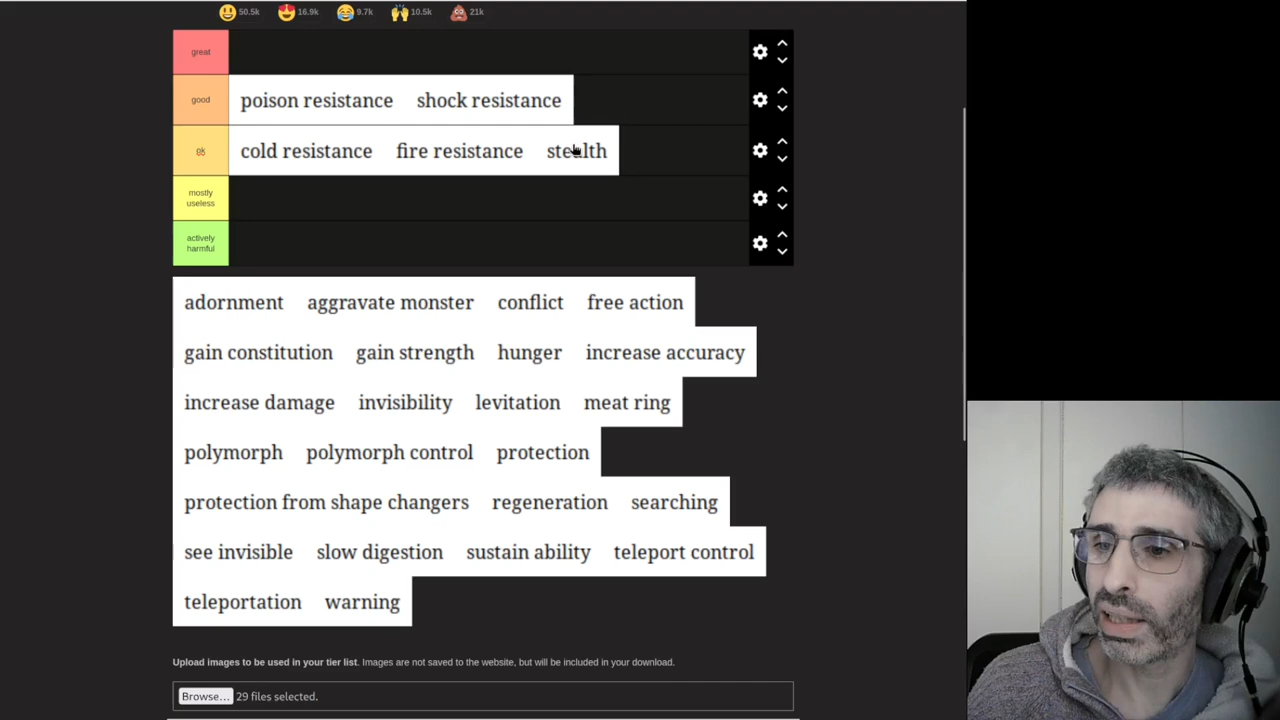 50.5k 16.9k 9.7k 10.5k 21k
great
good
poison resistance shock resistance
ok
cold resistance fire resistance stealth
mostly
useless
actively
harmful
adornment aggravate monster conflict free action
gain constitution gain strength hunger increase accuracy
increase damage invisibility levitation meat ring
polymorph polymorph control protection
protection from shape changers regeneration searching
see invisible slow digestion sustain ability teleport control
teleportation warning
Upload images to be used in your tier list. Images are not saved to the website, but will be included in your download.
Browse... 29 files selected.